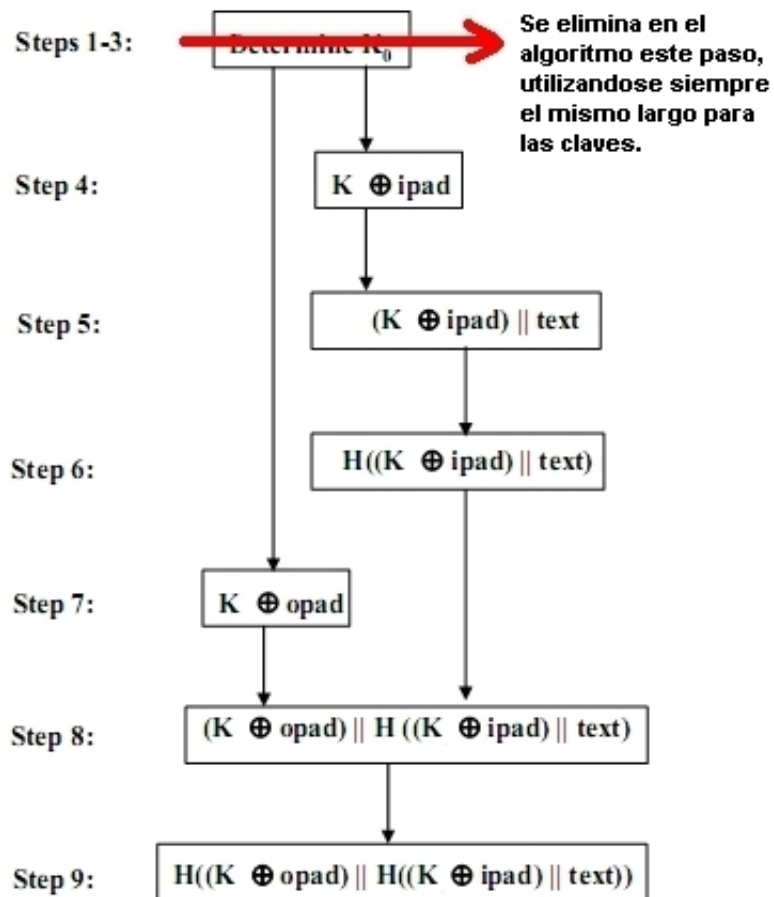 Steps 1-3:
Determine K₀
Se elimina en el
algoritmo este paso,
utilizandose siempre
el mismo largo para
las claves.
Step 4:
K ⊕ ipad
Step 5:
(K ⊕ ipad) || text
Step 6:
H((K ⊕ ipad) || text)
Step 7:
K ⊕ opad
Step 8:
(K ⊕ opad) || H ((K ⊕ ipad) || text)
Step 9:
H((K ⊕ opad) || H((K ⊕ ipad) || text))